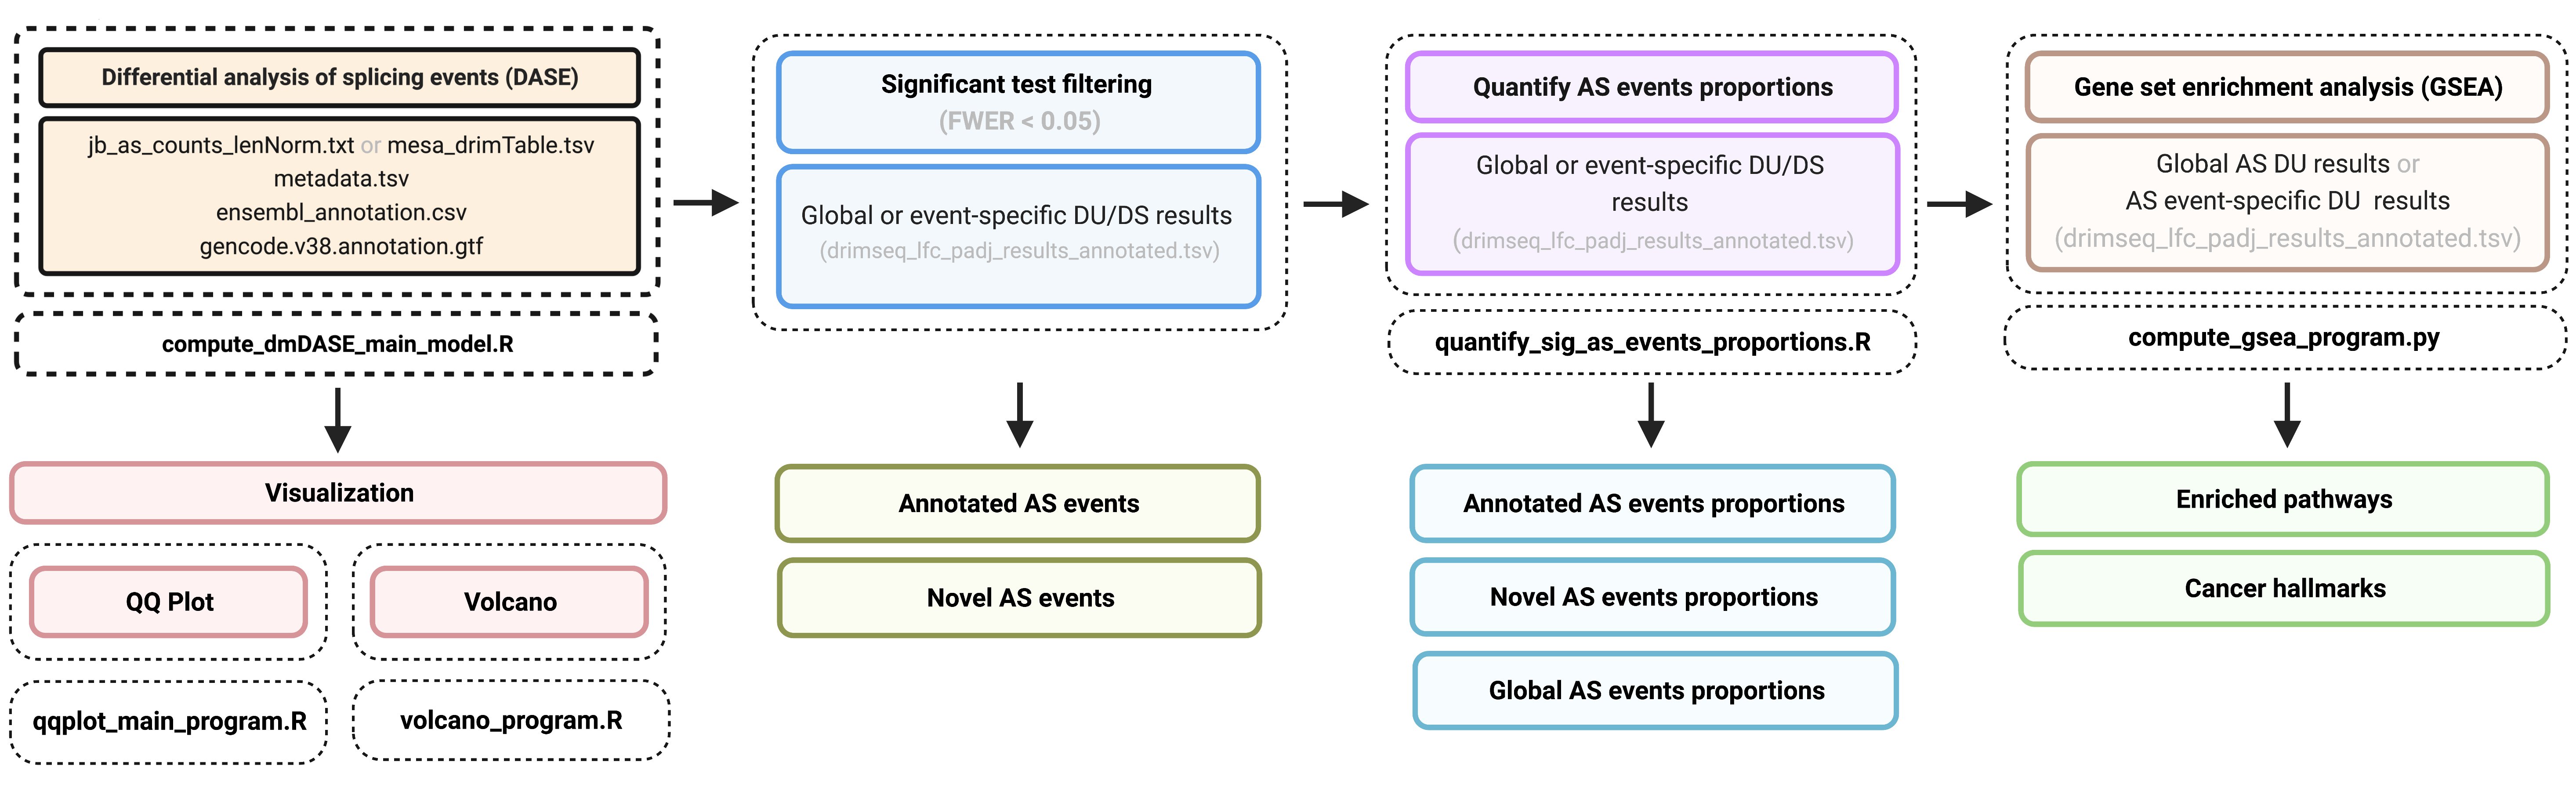 Differential analysis of splicing events (DASE)
jb_as_counts_lenNorm.txt or mesa_drimTable.tsv
metadata.tsv
ensembl_annotation.csv
gencode.v38.annotation.gtf
compute_dmDASE_main_model.R
Visualization
QQ Plot
Volcano
qqplot_main_program.R
volcano_program.R
Significant test filtering
(FWER < 0.05)
Global or event-specific DU/DS results
(drimseq_lfc_padj_results_annotated.tsv)
Annotated AS events
Novel AS events
Quantify AS events proportions
Global or event-specific DU/DS
results
(drimseq_lfc_padj_results_annotated.tsv)
quantify_sig_as_events_proportions.R
Annotated AS events proportions
Novel AS events proportions
Global AS events proportions
Gene set enrichment analysis (GSEA)
Global AS DU results or
AS event-specific DU  results
(drimseq_lfc_padj_results_annotated.tsv)
compute_gsea_program.py
Enriched pathways
Cancer hallmarks